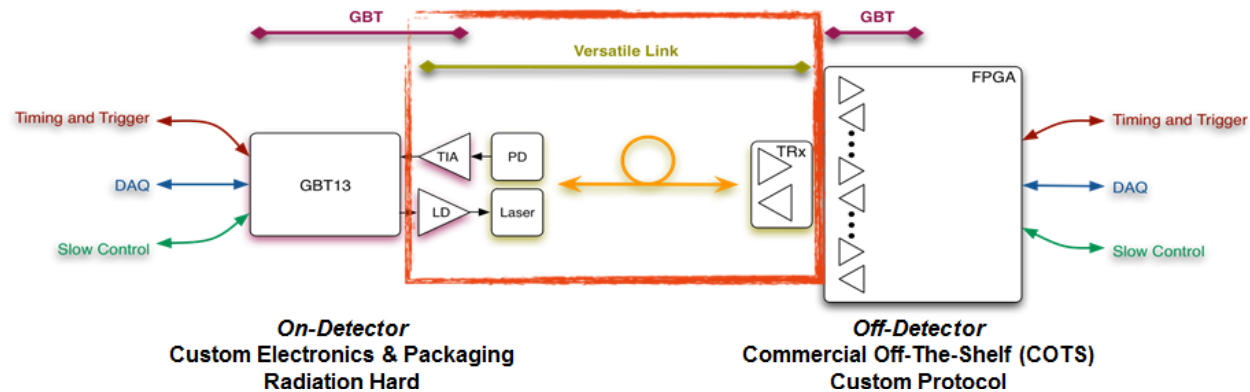 GBT
GBT
Versatile Link
FPGA
Timing and Trigger
Timing and Trigger
TIA
PD
TRx
GBT13
DAQ
DAQ
LD
Laser
Slow Control
Slow Control
On-Detector
Custom Electronics & Packaging
Radiation Hard
Off-Detector
Commercial Off-The-Shelf (COTS)
Custom Protocol